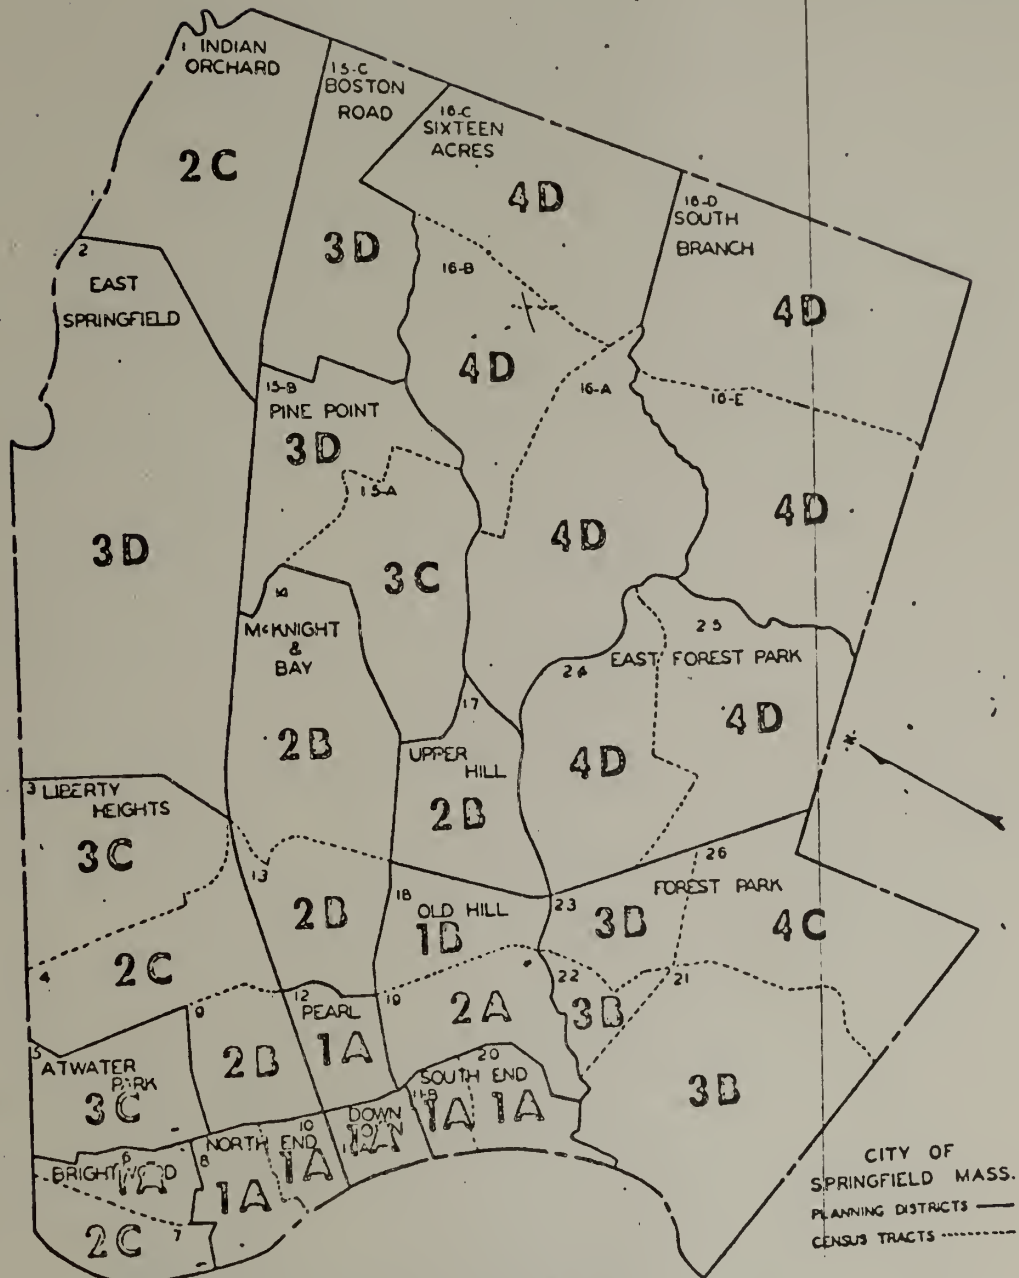 1 INDIAN
ORCHARD
2C
15-C
BOSTON
ROAD
3D
16-C
SIXTEEN
ACRES
4D
16-D
SOUTH
BRANCH
4D
2
EAST
SPRINGFIELD
3D
16-B
4D
16-A
4D
16-E
4D
15-B
PINE POINT
3D
15-A
3C
14
McKNIGHT
&
BAY
2B
17
UPPER
HILL
2B
24
4D
25
EAST FOREST PARK
4D
3 LIBERTY
HEIGHTS
3C
4
2C
13
2B
18
OLD HILL
1B
23
3B
26
FOREST PARK
4C
22
3B
21
3B
5
ATWATER
PARK
3C
9
2B
12
PEARL
1A
19
2A
20
SOUTH END
11-B
1A
1A
DOWN
TOWN
1A
6
BRIGHTWOOD
1A
7
2C
8
NORTH END
1A
10
1A
CITY OF
SPRINGFIELD MASS.
PLANNING DISTRICTS
CENSUS TRACTS